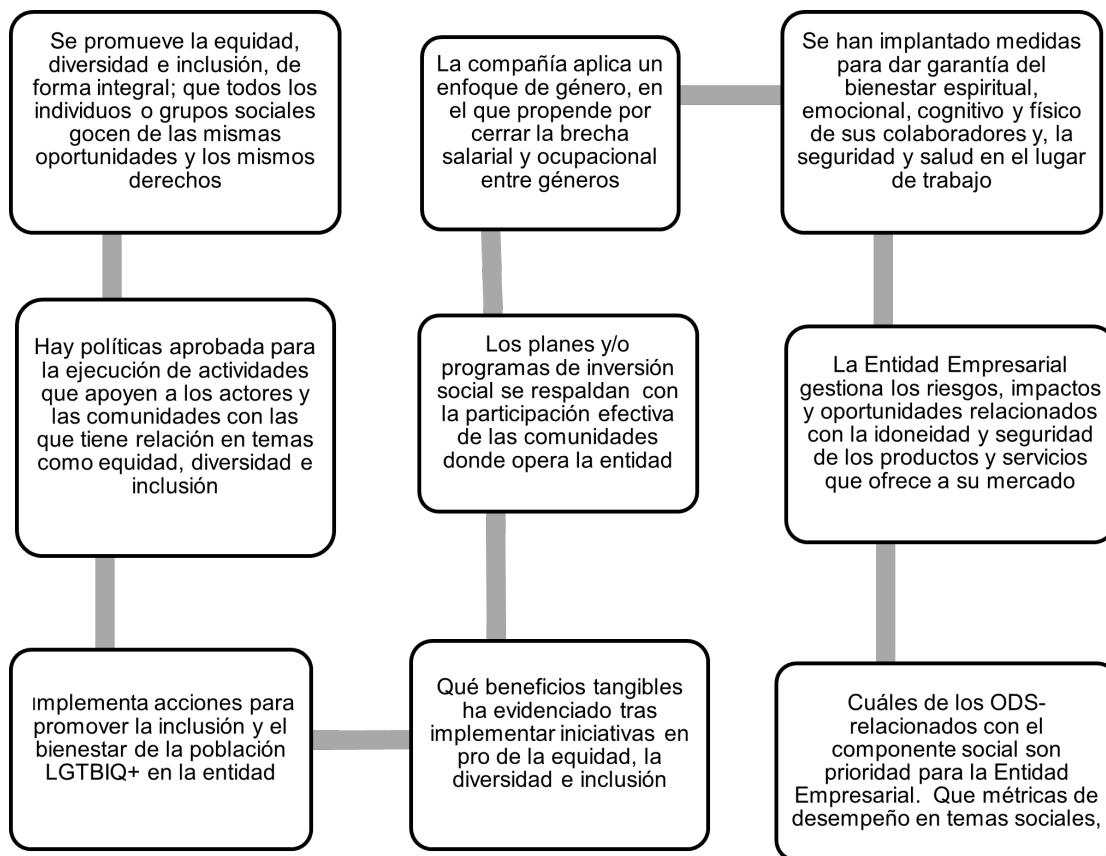 Se promueve la equidad,
diversidad e inclusión, de
forma integral; que todos los
individuos o grupos sociales
gocen de las mismas
oportunidades y los mismos
derechos
Hay políticas aprobada para
la ejecución de actividades
que apoyen a los actores y
las comunidades con las
que tiene relación en temas
como equidad, diversidad e
inclusión
Implementa acciones para
promover la inclusión y el
bienestar de la población
LGTBIQ+ en la entidad
Qué beneficios tangibles
ha evidenciado tras
implementar iniciativas en
pro de la equidad, la
diversidad e inclusión
Los planes y/o
programas de inversión
social se respaldan con
la participación efectiva
de las comunidades
donde opera la entidad
La compañía aplica un
enfoque de género, en
el que propende por
cerrar la brecha
salarial y ocupacional
entre géneros
Se han implantado medidas
para dar garantía del
bienestar espiritual,
emocional, cognitivo y físico
de sus colaboradores y, la
seguridad y salud en el lugar
de trabajo
La Entidad Empresarial
gestiona los riesgos, impactos
y oportunidades relacionados
con la idoneidad y seguridad
de los productos y servicios
que ofrece a su mercado
Cuáles de los ODS-
relacionados con el
componente social son
prioridad para la Entidad
Empresarial. Que métricas de
desempeño en temas sociales,